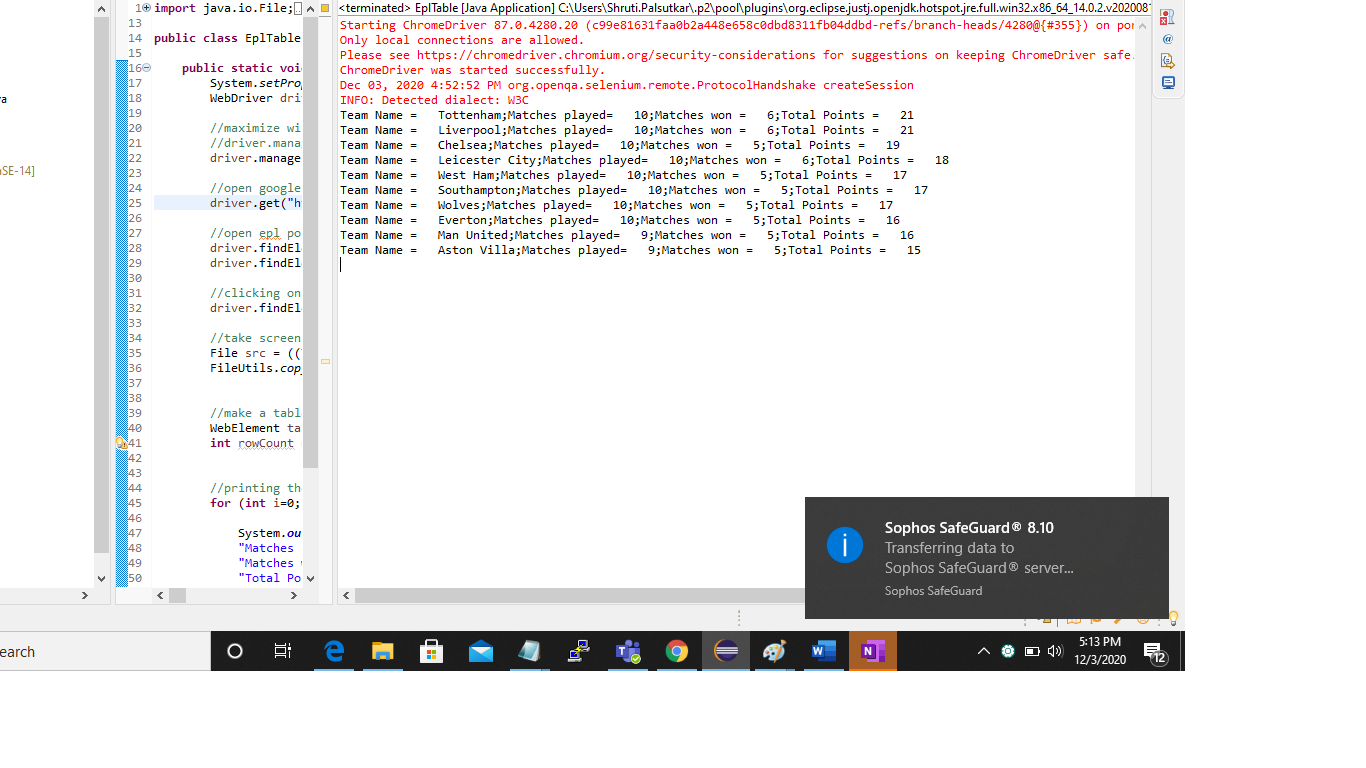 va
aSE-14]
1 import java.io.File;
13
14 public class EplTable
15
16 public static voi
17 System.setProp
18 WebDriver dri
19
20 //maximize wi
21 //driver.mana
22 driver.manage
23
24 //open google
25 driver.get("h
26
27 //open epl po
28 driver.findEl
29 driver.findEl
30
31 //clicking on
32 driver.findEl
33
34 //take screen
35 File src = ((
36 FileUtils.cop
37
38
39 //make a tabl
40 WebElement ta
41 int rowCount
42
43
44 //printing th
45 for (int i=0;
46
47 System.ou
48 "Matches
49 "Matches
50 "Total Po
<terminated> EplTable [Java Application] C:\Users\Shruti.Palsutkar\.p2\pool\plugins\org.eclipse.justj.openjdk.hotspot.jre.full.win32.x86_64_14.0.2.v2020081
Starting ChromeDriver 87.0.4280.20 (c99e81631faa0b2a448e658c0dbd8311fb04ddbd-refs/branch-heads/4280@{#355}) on por
Only local connections are allowed.
Please see https://chromedriver.chromium.org/security-considerations for suggestions on keeping ChromeDriver safe.
ChromeDriver was started successfully.
Dec 03, 2020 4:52:52 PM org.openqa.selenium.remote.ProtocolHandshake createSession
INFO: Detected dialect: W3C
Team Name = Tottenham;Matches played= 10;Matches won = 6;Total Points = 21
Team Name = Liverpool;Matches played= 10;Matches won = 6;Total Points = 21
Team Name = Chelsea;Matches played= 10;Matches won = 5;Total Points = 19
Team Name = Leicester City;Matches played= 10;Matches won = 6;Total Points = 18
Team Name = West Ham;Matches played= 10;Matches won = 5;Total Points = 17
Team Name = Southampton;Matches played= 10;Matches won = 5;Total Points = 17
Team Name = Wolves;Matches played= 10;Matches won = 5;Total Points = 17
Team Name = Everton;Matches played= 10;Matches won = 5;Total Points = 16
Team Name = Man United;Matches played= 9;Matches won = 5;Total Points = 16
Team Name = Aston Villa;Matches played= 9;Matches won = 5;Total Points = 15
Sophos SafeGuard® 8.10
Transferring data to
Sophos SafeGuard® server...
Sophos SafeGuard
earch
5:13 PM
12/3/2020
12